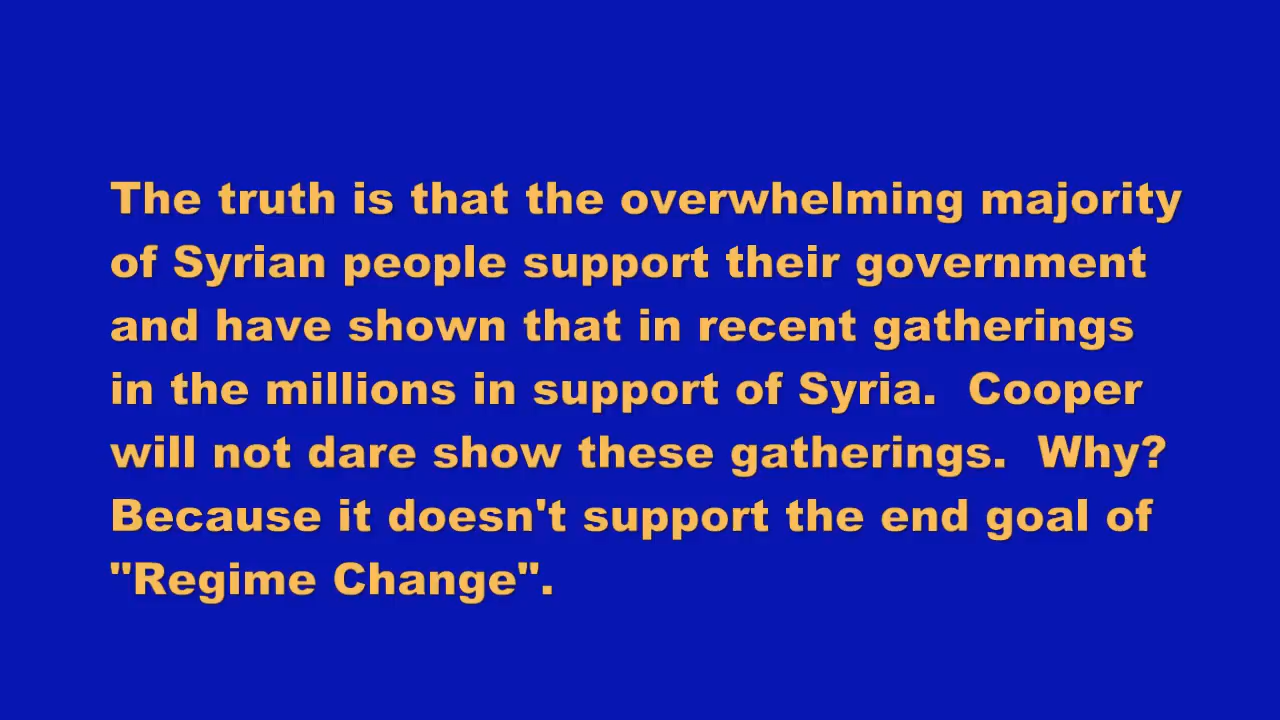 The truth is that the overwhelming majority
of Syrian people support their government
and have shown that in recent gatherings
in the millions in support of Syria.  Cooper
will not dare show these gatherings.  Why?
Because it doesn't support the end goal of
"Regime Change".